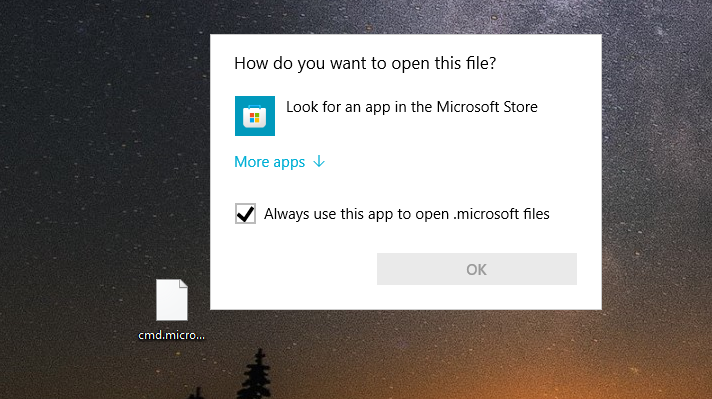 How do you want to open this file?
Look for an app in the Microsoft Store
More apps
Always use this app to open .microsoft files
OK
cmd.micro...